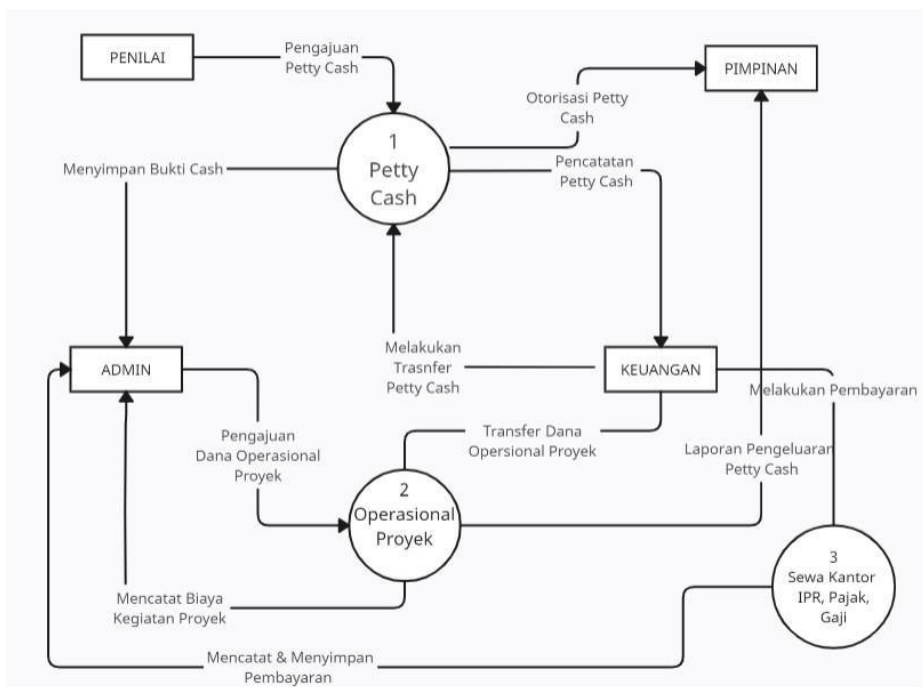 PENILAI
Pengajuan
Petty Cash
PIMPINAN
Otorisasi Petty
Cash
1
Petty
Cash
Menyimpan Bukti Cash
Pencatatan
Petty Cash
Melakukan
Trasnfer
Petty Cash
ADMIN
KEUANGAN
Melakukan Pembayaran
Pengajuan
Dana Operasional
Proyek
Transfer Dana
Opersional Proyek
Laporan Pengeluaran
Petty Cash
2
Operasional
Proyek
3
Sewa Kantor
IPR, Pajak,
Gaji
Mencatat Biaya
Kegiatan Proyek
Mencatat & Menyimpan
Pembayaran